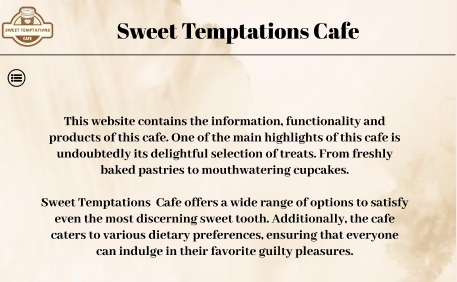 SWEET TEMPTATIONS
CAFE
Sweet Temptations Cafe
This website contains the information, functionality and
products of this cafe. One of the main highlights of this cafe is
undoubtedly its delightful selection of treats. From freshly
baked pastries to mouthwatering cupcakes.
Sweet Temptations Cafe offers a wide range of options to satisfy
even the most discerning sweet tooth. Additionally, the cafe
caters to various dietary preferences, ensuring that everyone
can indulge in their favorite guilty pleasures.